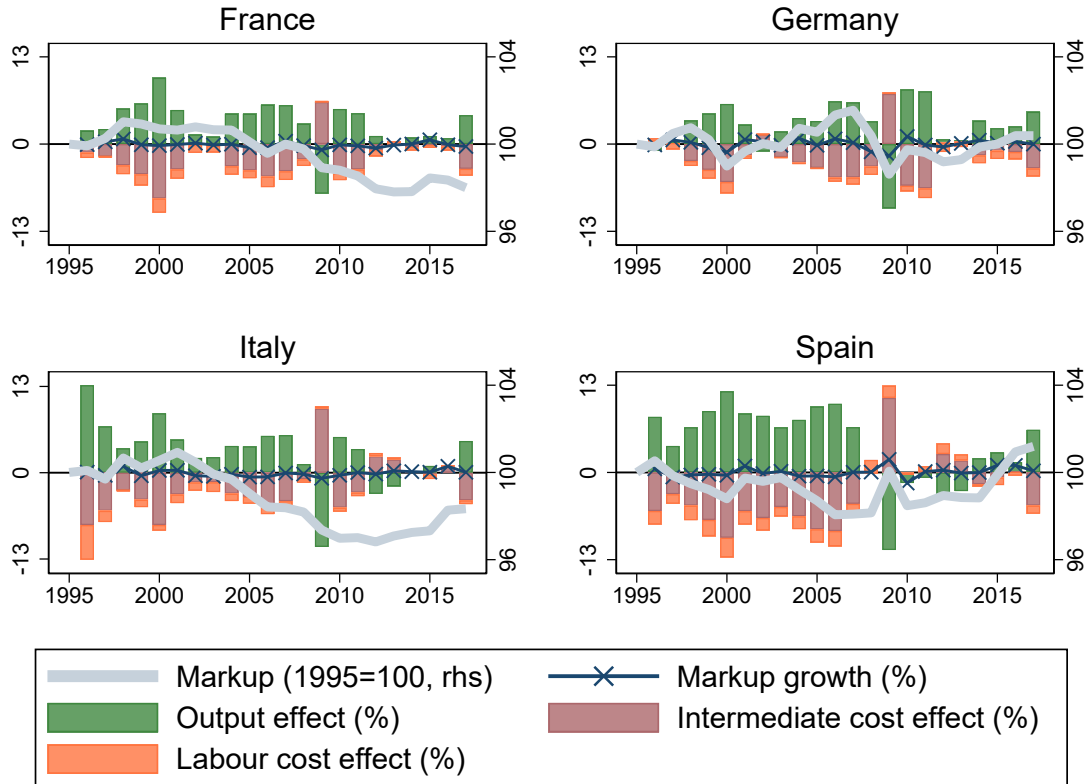 France
Germany
13
0
-13
104
100
96
13
0
-13
104
100
96
1995 2000 2005 2010 2015
1995 2000 2005 2010 2015
Italy
Spain
13
0
-13
104
100
96
13
0
-13
104
100
96
1995 2000 2005 2010 2015
1995 2000 2005 2010 2015
Markup (1995=100, rhs)
Markup growth (%)
Output effect (%)
Intermediate cost effect (%)
Labour cost effect (%)